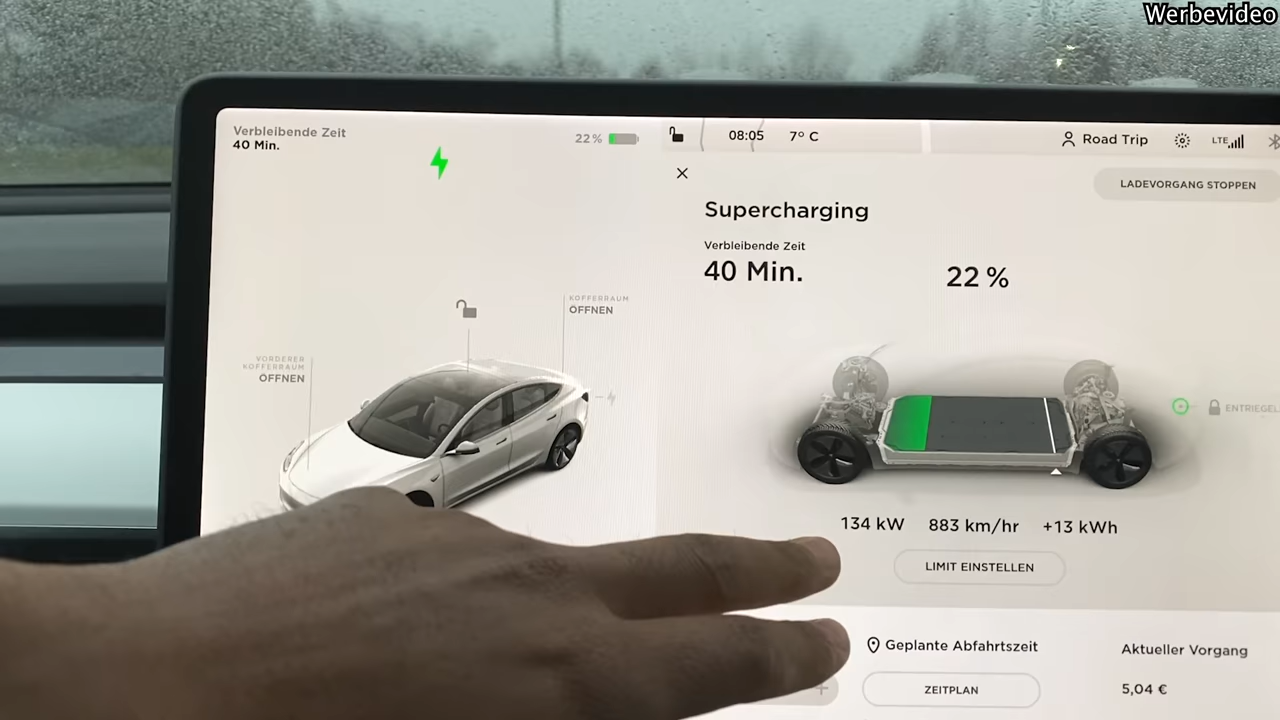 Werbevideo
Verbleibende Zeit
40 Min.
22 %
08:05
7° C
Road Trip
LTE
LADEVORGANG STOPPEN
Supercharging
Verbleibende Zeit
40 Min.
22 %
KOFFERRAUM
ÖFFNEN
VORDERER
KOFFERRAUM
ÖFFNEN
ENTRIEGEL
134 kW
883 km/hr
+13 kWh
LIMIT EINSTELLEN
Geplante Abfahrtszeit
Aktueller Vorgang
ZEITPLAN
5,04 €